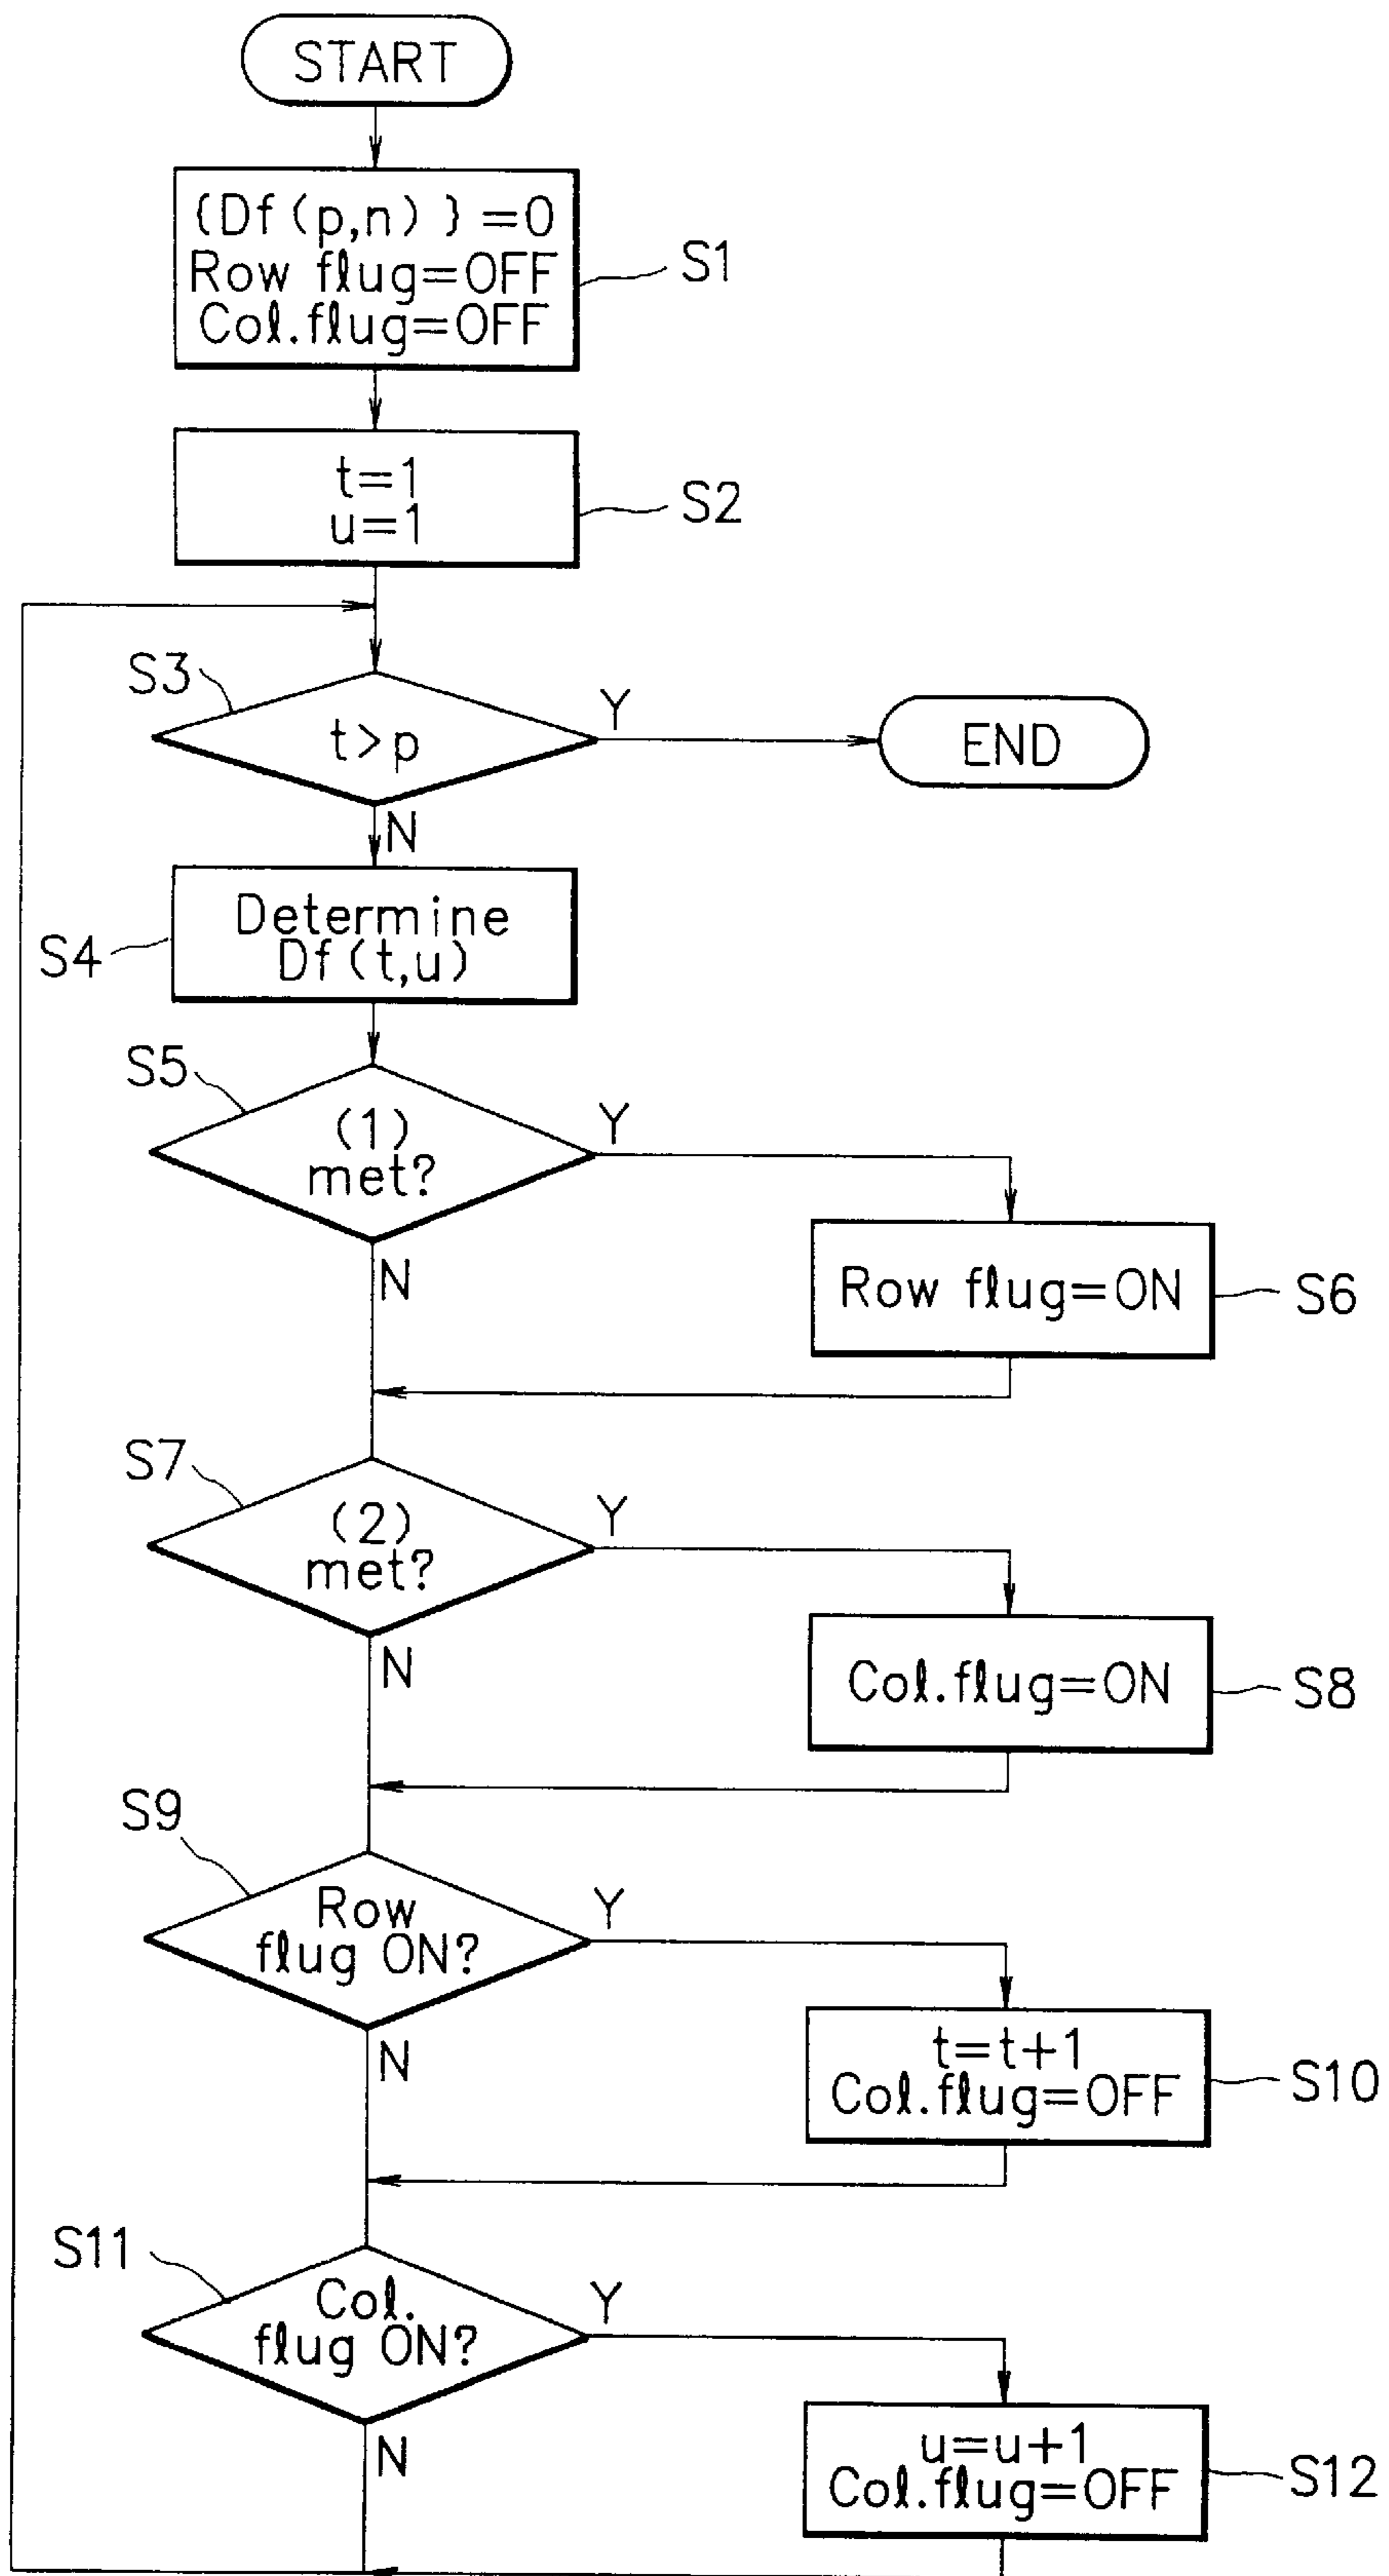 START
{Df(p,n)}=0
Row flug=OFF
Col.flug=OFF
S1
t=1
u=1
S2
S3
t>p
Y
END
N
Determine
Df(t,u)
S4
S5
(1)
met?
Y
N
Row flug=ON
S6
S7
(2)
met?
Y
N
Col.flug=ON
S8
S9
Row
flug ON?
Y
N
t=t+1
Col.flug=OFF
S10
S11
Col.
flug ON?
Y
N
u=u+1
Col.flug=OFF
S12